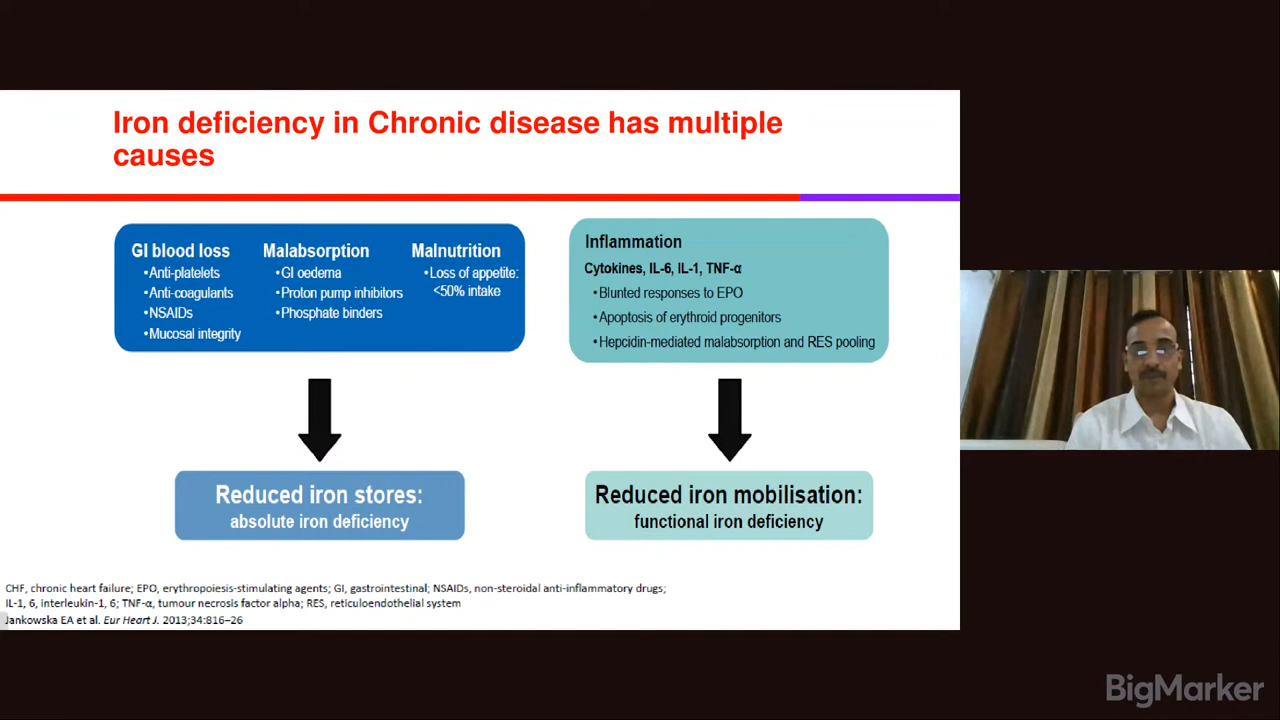 Iron deficiency in Chronic disease has multiple
causes
GI blood loss
•Anti-platelets
•Anti-coagulants
•NSAIDs
•Mucosal integrity
Malabsorption
•GI oedema
•Proton pump inhibitors
•Phosphate binders
Malnutrition
•Loss of appetite:
<50% intake
Inflammation
Cytokines, IL-6, IL-1, TNF-α
•Blunted responses to EPO
•Apoptosis of erythroid progenitors
•Hepcidin-mediated malabsorption and RES pooling
Reduced iron stores:
absolute iron deficiency
Reduced iron mobilisation:
functional iron deficiency
CHF, chronic heart failure; EPO, erythropoiesis-stimulating agents; GI, gastrointestinal; NSAIDs, non-steroidal anti-inflammatory drugs;
IL-1, 6, interleukin-1, 6; TNF-α, tumour necrosis factor alpha; RES, reticuloendothelial system
Jankowska EA et al. Eur Heart J. 2013;34:816–26
BigMarker